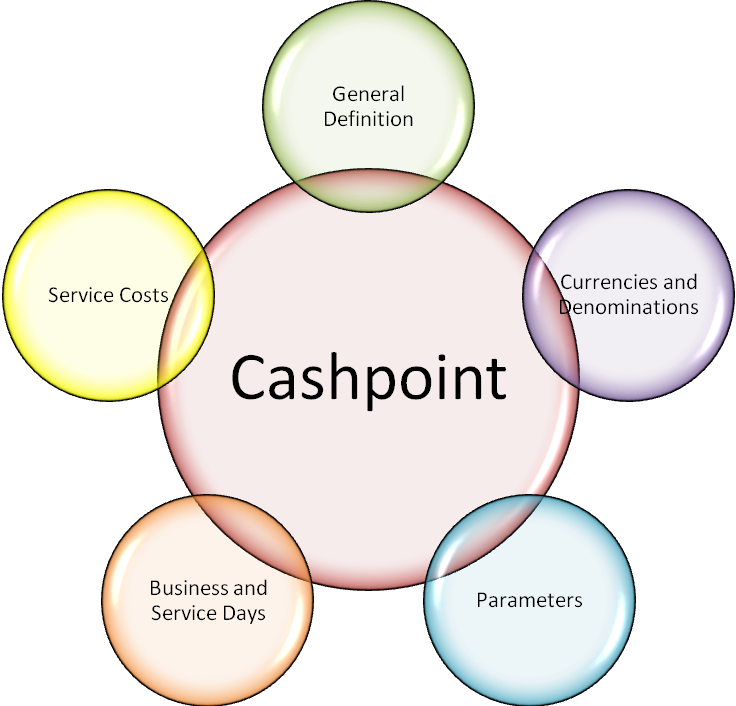 General
Definition
Currencies and
Denominations
Service Costs
Cashpoint
Business and
Service Days
Parameters